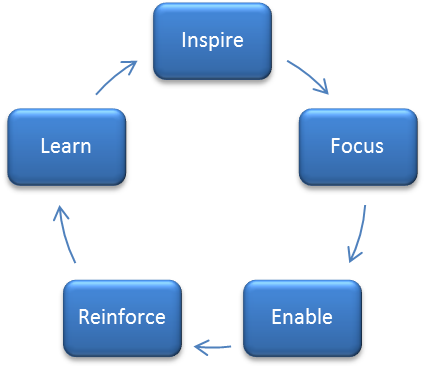 Inspire
Focus
Enable
Reinforce
Learn